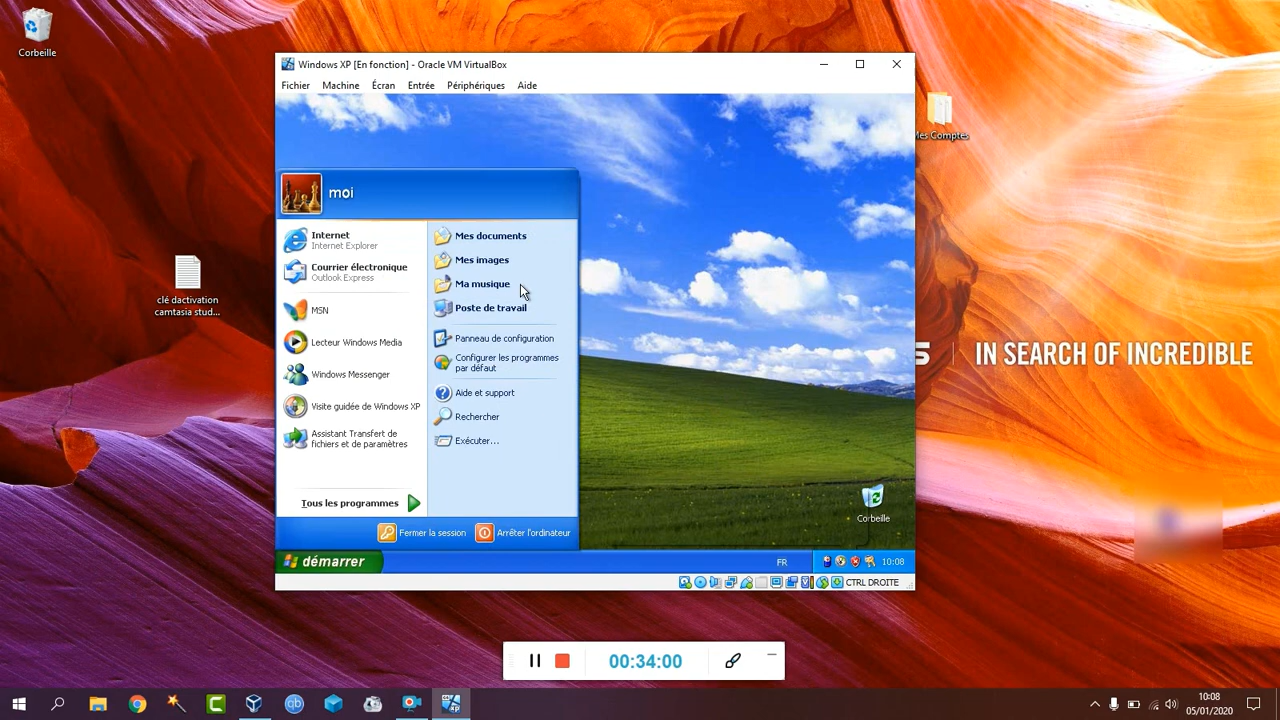 Corbeille
Windows XP [En fonction] - Oracle VM VirtualBox
Fichier Machine Écran Entrée Périphériques Aide
Mes Comptes
moi
Internet
Internet Explorer
Courrier électronique
Outlook Express
MSN
Lecteur Windows Media
Windows Messenger
Visite guidée de Windows XP
Assistant Transfert de
fichiers et de paramètres
Tous les programmes
Mes documents
Mes images
Ma musique
Poste de travail
Panneau de configuration
Configurer les programmes
par défaut
Aide et support
Rechercher
Exécuter...
Fermer la session Arrêter l'ordinateur
clé dactivation
camtasia stud...
IN SEARCH OF INCREDIBLE
Corbeille
démarrer
FR
10:08
CTRL DROITE
00:34:00
10:08
05/01/2020